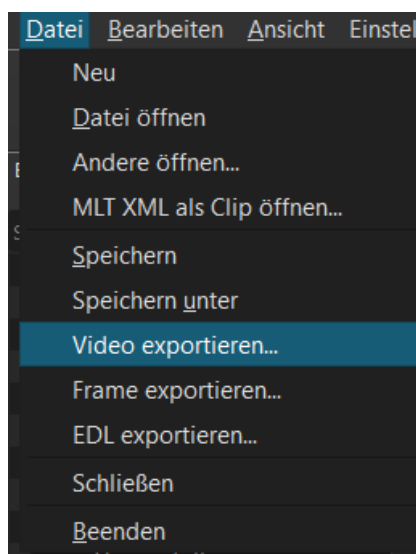 Datei Bearbeiten Ansicht
Neu
Datei öffnen
Andere öffnen...
MLT XML als Clip öffnen...
Speichern
Speichern unter
Video exportieren...
Frame exportieren...
EDL exportieren...
Schließen
Beenden